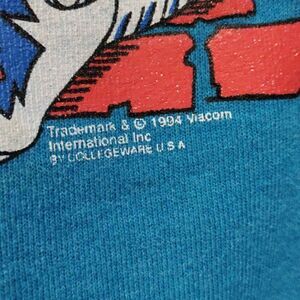 Trademark & © 1994 Viacom
International Inc
BY COLLEGEWARE U S A